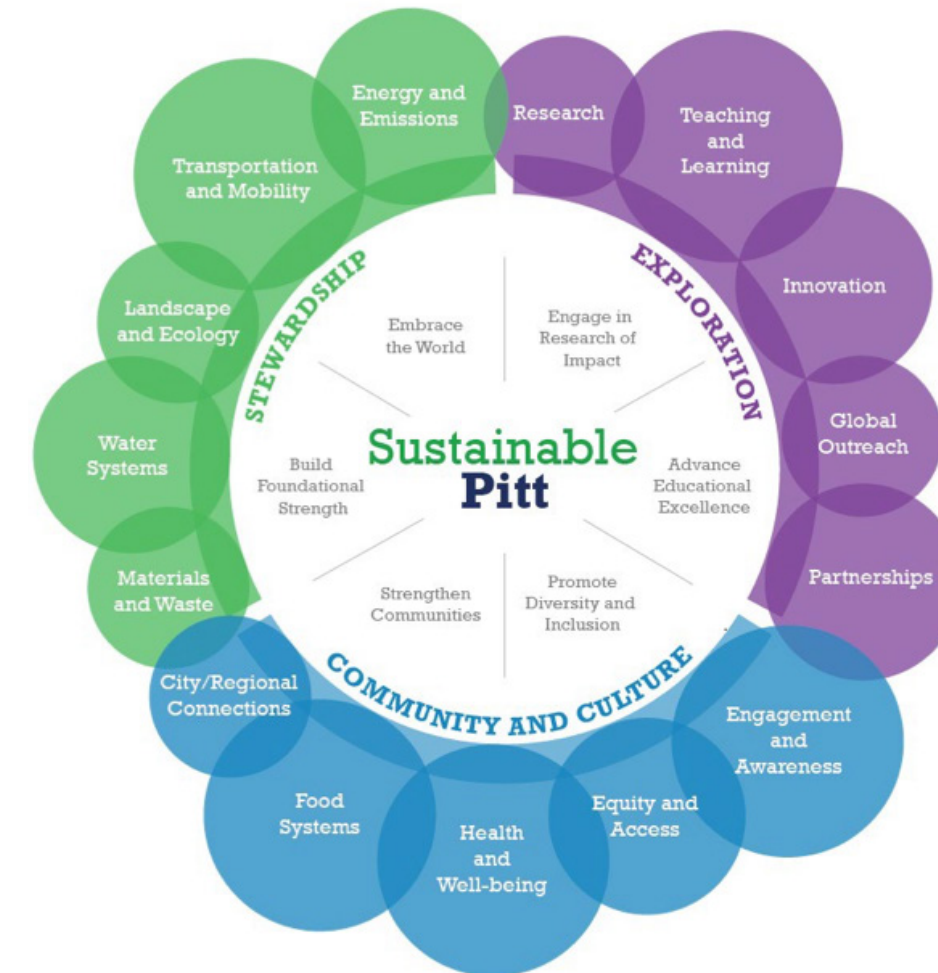 Energy and
Emissions
Research
Teaching
and
Learning
Transportation
and Mobility
Innovation
Landscape
and Ecology
STEWARDSHIP
EXPLORATION
Embrace
the World
Engage in
Research of
Impact
Global
Outreach
Water
Systems
Sustainable
Pitt
Build
Foundational
Strength
Advance
Educational
Excellence
Partnerships
Materials
and Waste
Strengthen
Communities
Promote
Diversity and
Inclusion
COMMUNITY AND CULTURE
City/Regional
Connections
Engagement
and
Awareness
Food
Systems
Health
and
Well-being
Equity and
Access